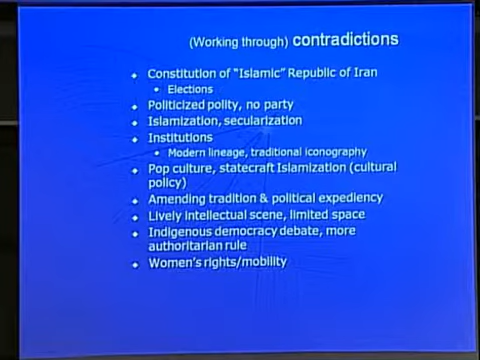 (Working through) contradictions
Constitution of "Islamic" Republic of Iran
Elections
Politicized polity, no party
Islamization, secularization
Institutions
Modern lineage, traditional iconography
Pop culture, statecraft Islamization (cultural
policy)
Amending tradition & political expediency
Lively intellectual scene, limited space
Indigenous democracy debate, more
authoritarian rule
Women's rights/mobility